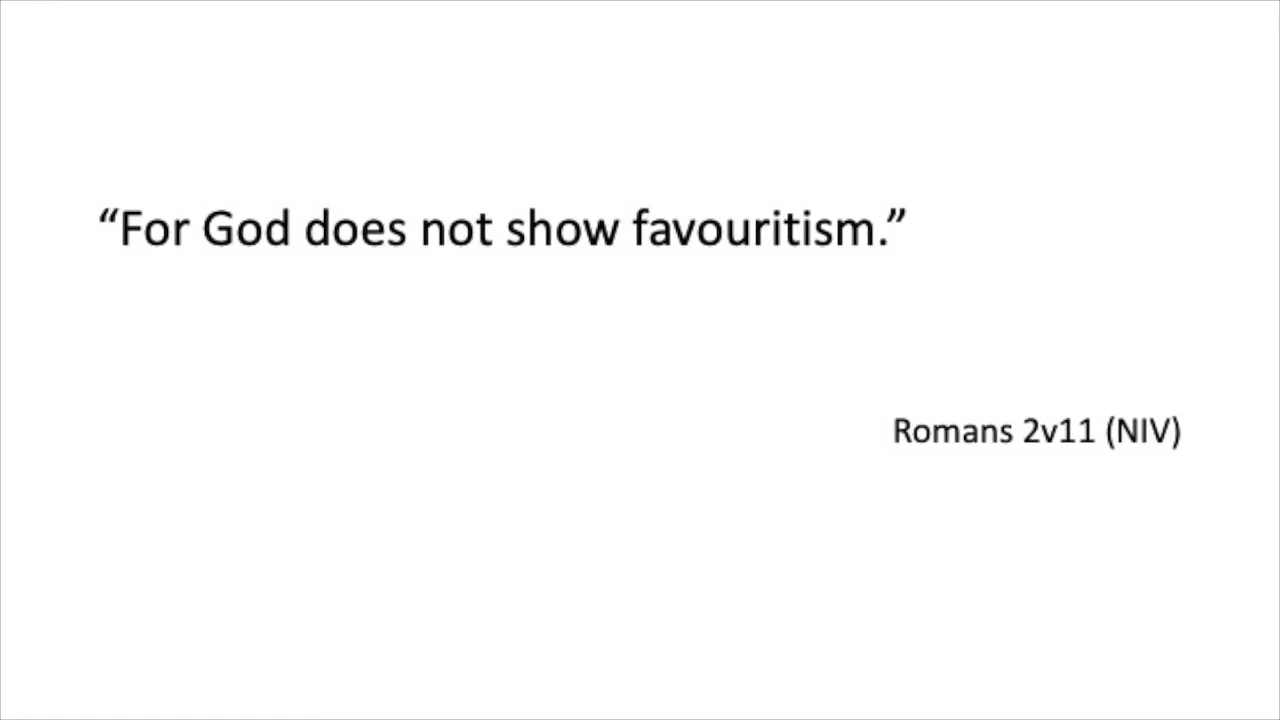 “For God does not show favouritism.”
Romans 2v11 (NIV)